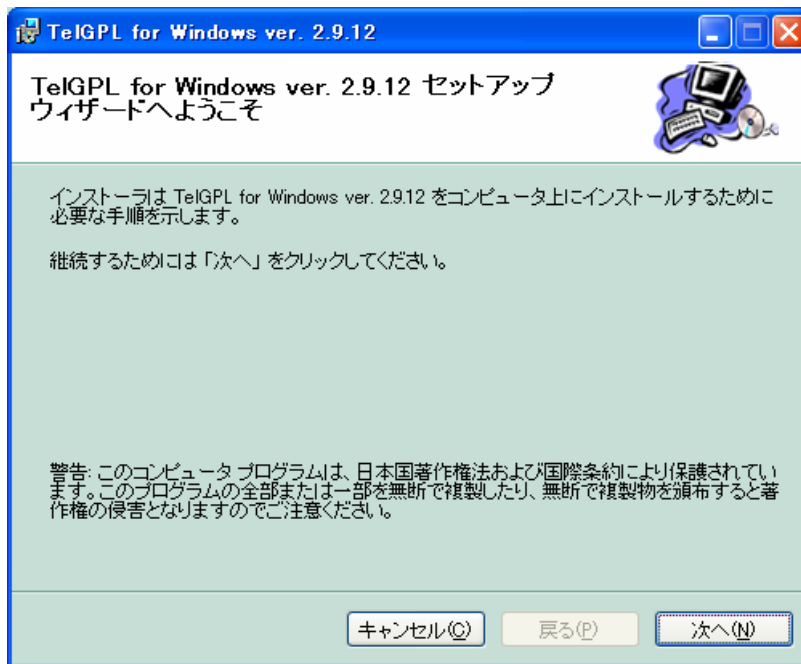 TelGPL for Windows ver. 2.9.12
TelGPL for Windows ver. 2.9.12 セットアップ
ウィザードへようこそ
インストーラは TelGPL for Windows ver. 2.9.12 をコンピュータ上にインストールするために
必要な手順を示します。
継続するためには「次へ」をクリックしてください。
警告: このコンピュータ プログラムは、日本国著作権法および国際条約により保護されてい
ます。このプログラムの全部または一部を無断で複製したり、無断で複製物を頒布すると著
作権の侵害となりますのでご注意ください。
キャンセル(C)
戻る(P)
次へ(N)